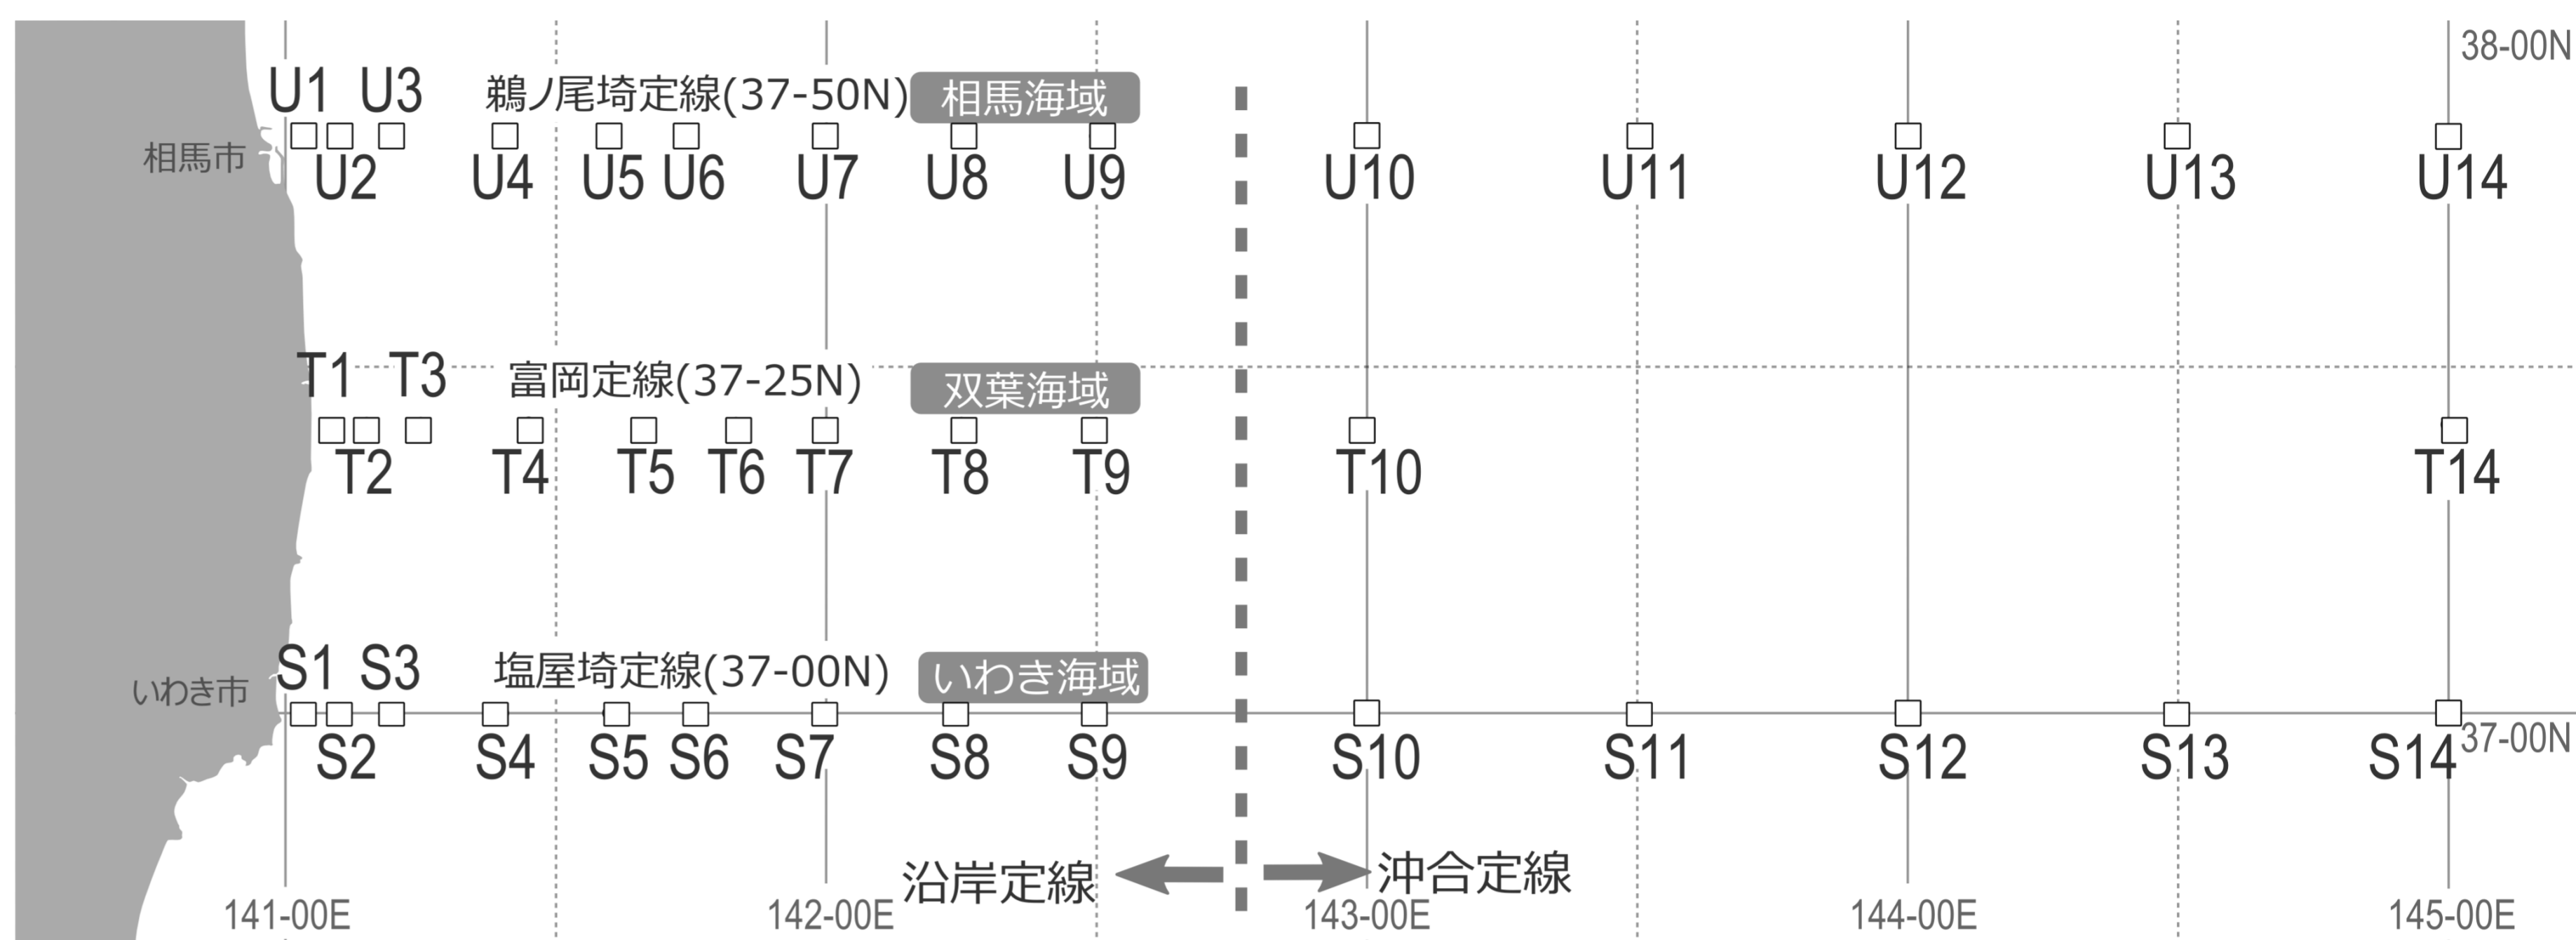 38-00N
U1 U3 鵜ノ尾埼定線(37-50N) 相馬海域
相馬市
U2 U4 U5 U6 U7 U8 U9 U10 U11 U12 U13 U14
T1 T3 富岡定線(37-25N) 双葉海域
T2 T4 T5 T6 T7 T8 T9 T10 T14
S1 S3 塩屋埼定線(37-00N) いわき海域
いわき市
S2 S4 S5 S6 S7 S8 S9 S10 S11 S12 S13 S14 37-00N
沿岸定線 沖合定線
141-00E 142-00E 143-00E 144-00E 145-00E